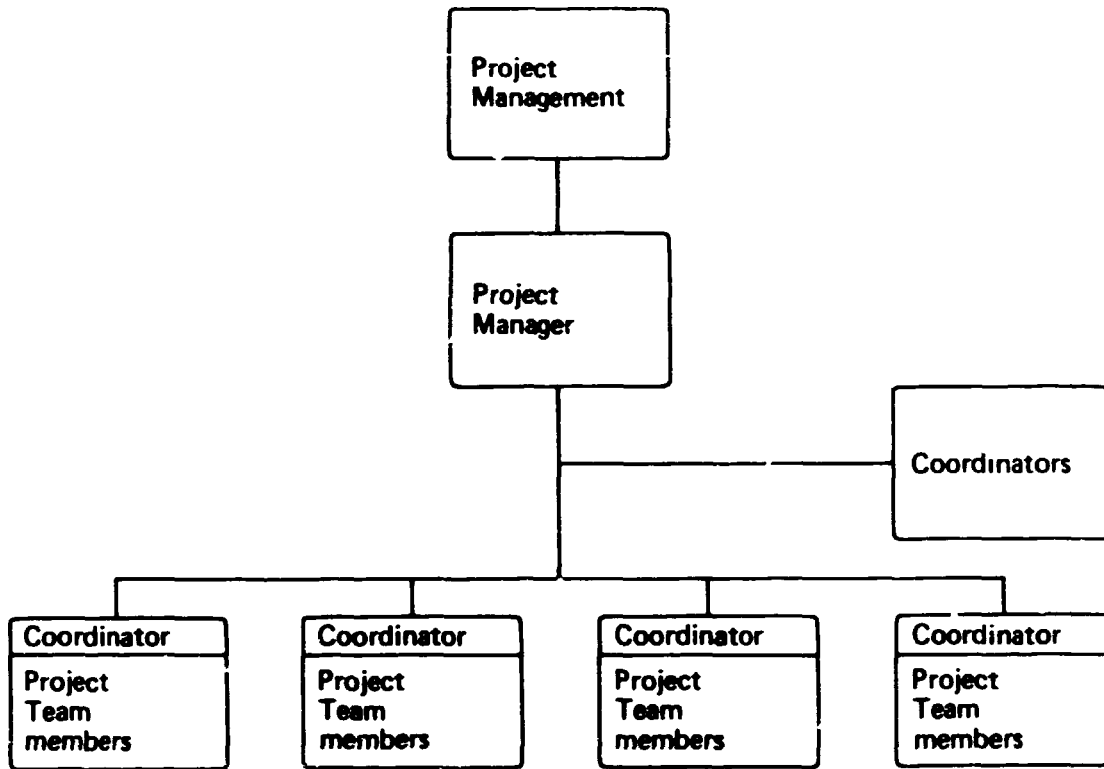 Project
Management
Project
Manager
Coordinators
Coordinator
Project
Team
members
Coordinator
Project
Team
members
Coordinator
Project
Team
members
Coordinator
Project
Team
members